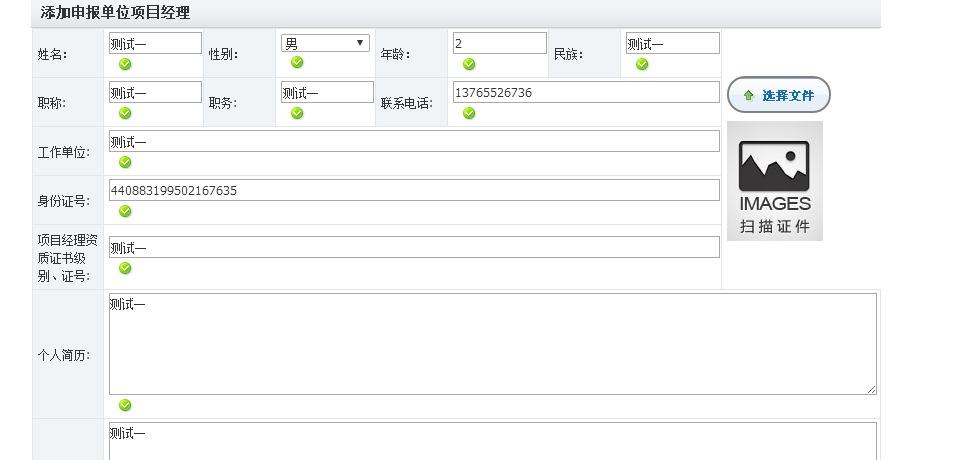 添加申报单位项目经理
姓名: 测试一 性别: 男 年龄: 2 民族: 测试一
职称: 测试一 职务: 测试一 联系电话: 13765526736
选择文件
工作单位: 测试一
身份证号: 440883199502167635
IMAGES
扫描证件
项目经理资
质证书级
别、证号:
测试一
个人简历:
测试一
测试一